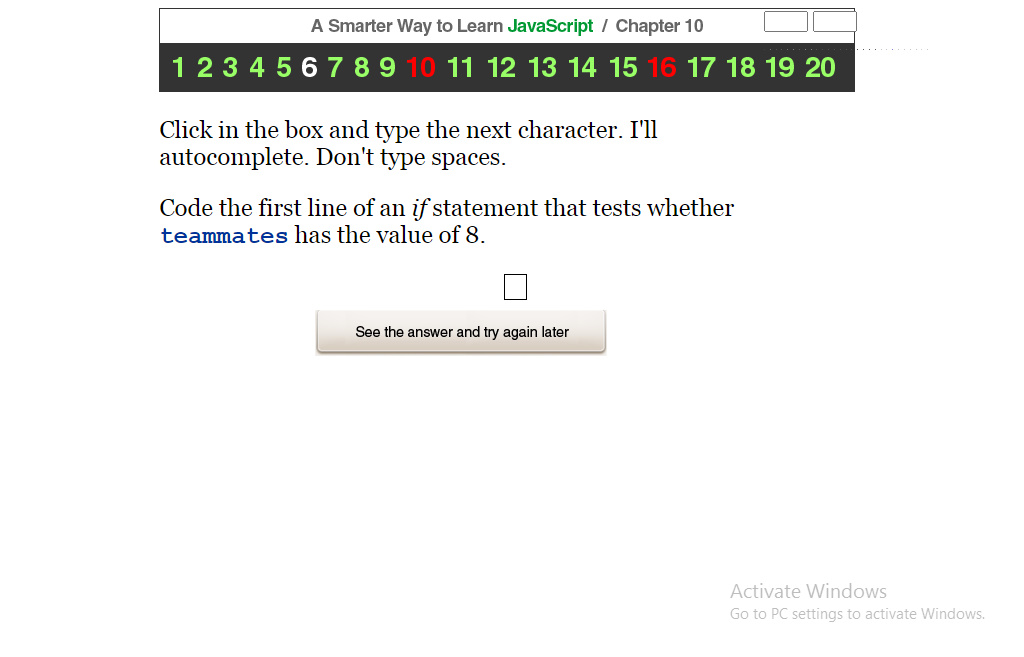 A Smarter Way to Learn JavaScript / Chapter 10
1 2 3 4 5 6 7 8 9 10 11 12 13 14 15 16 17 18 19 20
Click in the box and type the next character. I'll
autocomplete. Don't type spaces.
Code the first line of an if statement that tests whether
teammates has the value of 8.
See the answer and try again later
Activate Windows
Go to PC settings to activate Windows.